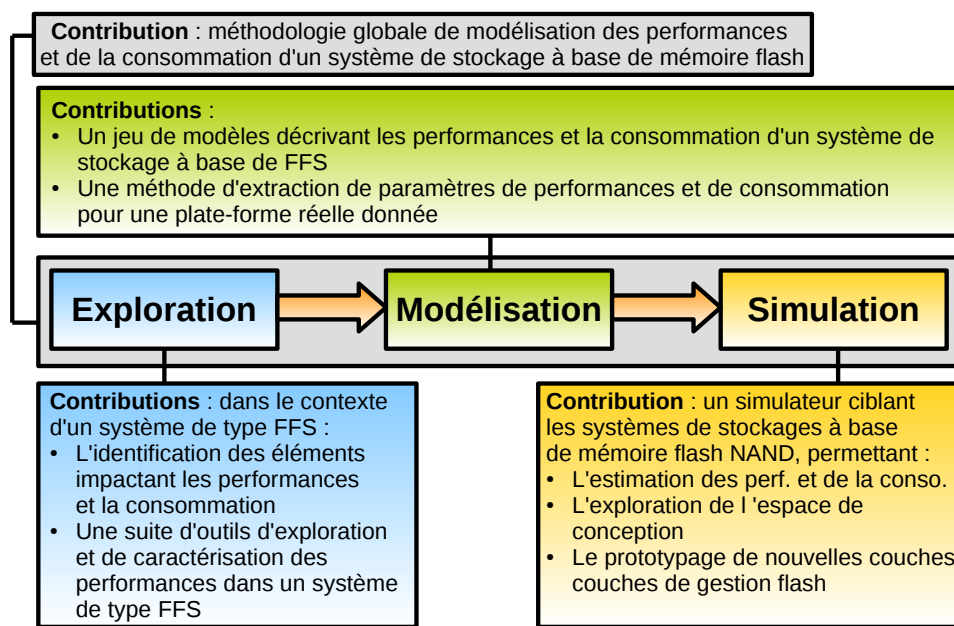 Contribution : méthodologie globale de modélisation des performances
et de la consommation d'un système de stockage à base de mémoire flash
Contributions :
• Un jeu de modèles décrivant les performances et la consommation d'un système de
stockage à base de FFS
• Une méthode d'extraction de paramètres de performances et de consommation
pour une plate-forme réelle donnée
Exploration
Modélisation
Simulation
Contributions : dans le contexte
d'un système de type FFS :
• L'identification des éléments
impactant les performances
et la consommation
• Une suite d'outils d'exploration
et de caractérisation des
performances dans un système
de type FFS
Contribution : un simulateur ciblant
les systèmes de stockages à base
de mémoire flash NAND, permettant :
• L'estimation des perf. et de la conso.
• L'exploration de l 'espace de
conception
• Le prototypage de nouvelles couches
couches de gestion flash